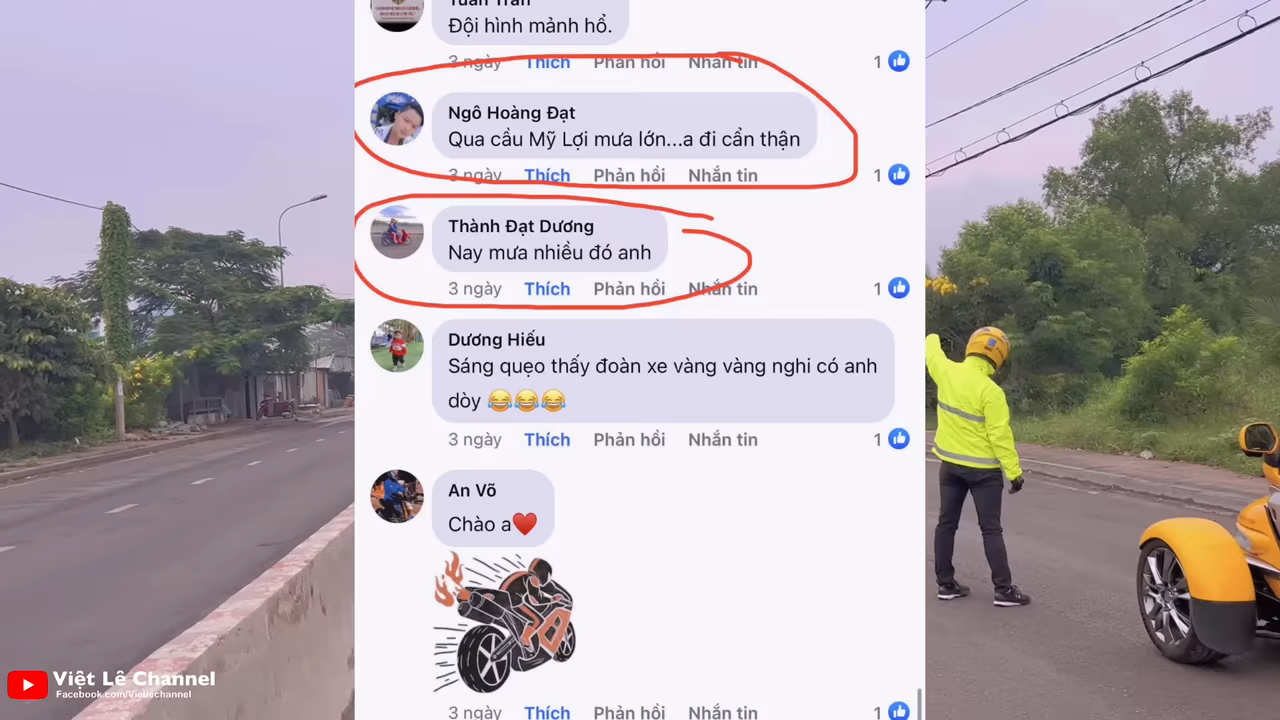 Tuấn Trần
Đội hình mảnh hổ.
3 ngày Thích Phản hồi Nhắn tin 1
Ngô Hoàng Đạt
Qua cầu Mỹ Lợi mưa lớn...a đi cẩn thận
3 ngày Thích Phản hồi Nhắn tin 1
Thành Đạt Dương
Nay mưa nhiều đó anh
3 ngày Thích Phản hồi Nhắn tin 1
Dương Hiếu
Sáng quẹo thấy đoàn xe vàng vàng nghi có anh
dòy 😂😂😂
3 ngày Thích Phản hồi Nhắn tin 1
An Võ
Chào a❤️
3 ngày Thích Phản hồi Nhắn tin 1
Việt Lê Channel
Facebook.com/Vietlechannel